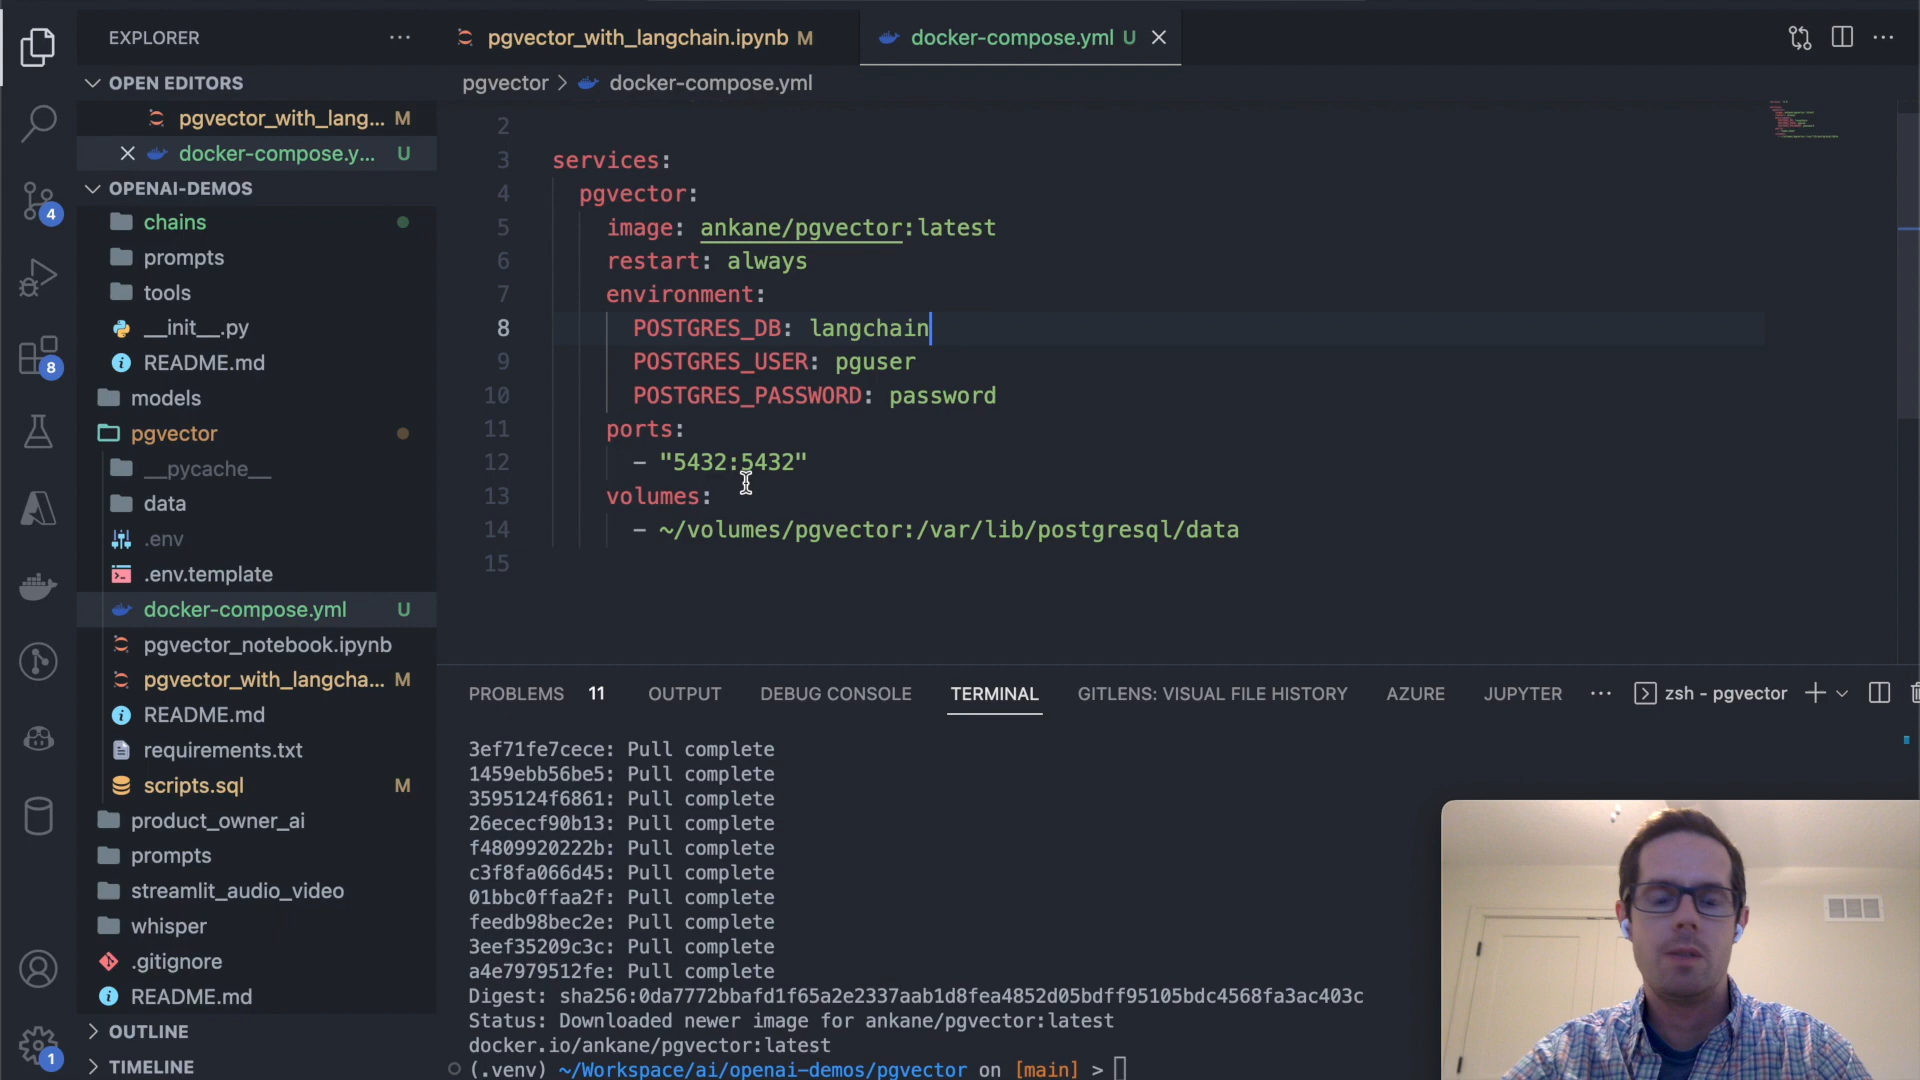 EXPLORER
OPEN EDITORS
pgvector_with_lang... M
docker-compose.y... U
OPENAI-DEMOS
chains
prompts
tools
__init__.py
README.md
models
pgvector
__pycache__
data
.env
.env.template
docker-compose.yml U
pgvector_notebook.ipynb
pgvector_with_langcha... M
README.md
requirements.txt
scripts.sql M
product_owner_ai
prompts
streamlit_audio_video
whisper
.gitignore
README.md
OUTLINE
TIMELINE
4
8
1
pgvector_with_langchain.ipynb M
docker-compose.yml U
pgvector > docker-compose.yml
2
3 services:
4 pgvector:
5 image: ankane/pgvector:latest
6 restart: always
7 environment:
8 POSTGRES_DB: langchain
9 POSTGRES_USER: pguser
10 POSTGRES_PASSWORD: password
11 ports:
12 - "5432:5432"
13 volumes:
14 - ~/volumes/pgvector:/var/lib/postgresql/data
15
PROBLEMS 11 OUTPUT DEBUG CONSOLE TERMINAL GITLENS: VISUAL FILE HISTORY AZURE JUPYTER ... zsh - pgvector
3ef71fe7cece: Pull complete
1459ebb56be5: Pull complete
3595124f6861: Pull complete
26ececf90b13: Pull complete
f4809920222b: Pull complete
c3f8fa066d45: Pull complete
01bbc0ffaa2f: Pull complete
feedb98bec2e: Pull complete
3eef35209c3c: Pull complete
a4e7979512fe: Pull complete
Digest: sha256:0da7772bbafd1f65a2e2337aab1d8fea4852d05bdff95105bdc4568fa3ac403c
Status: Downloaded newer image for ankane/pgvector:latest
docker.io/ankane/pgvector:latest
(.venv) ~/Workspace/ai/openai-demos/pgvector on [main] >